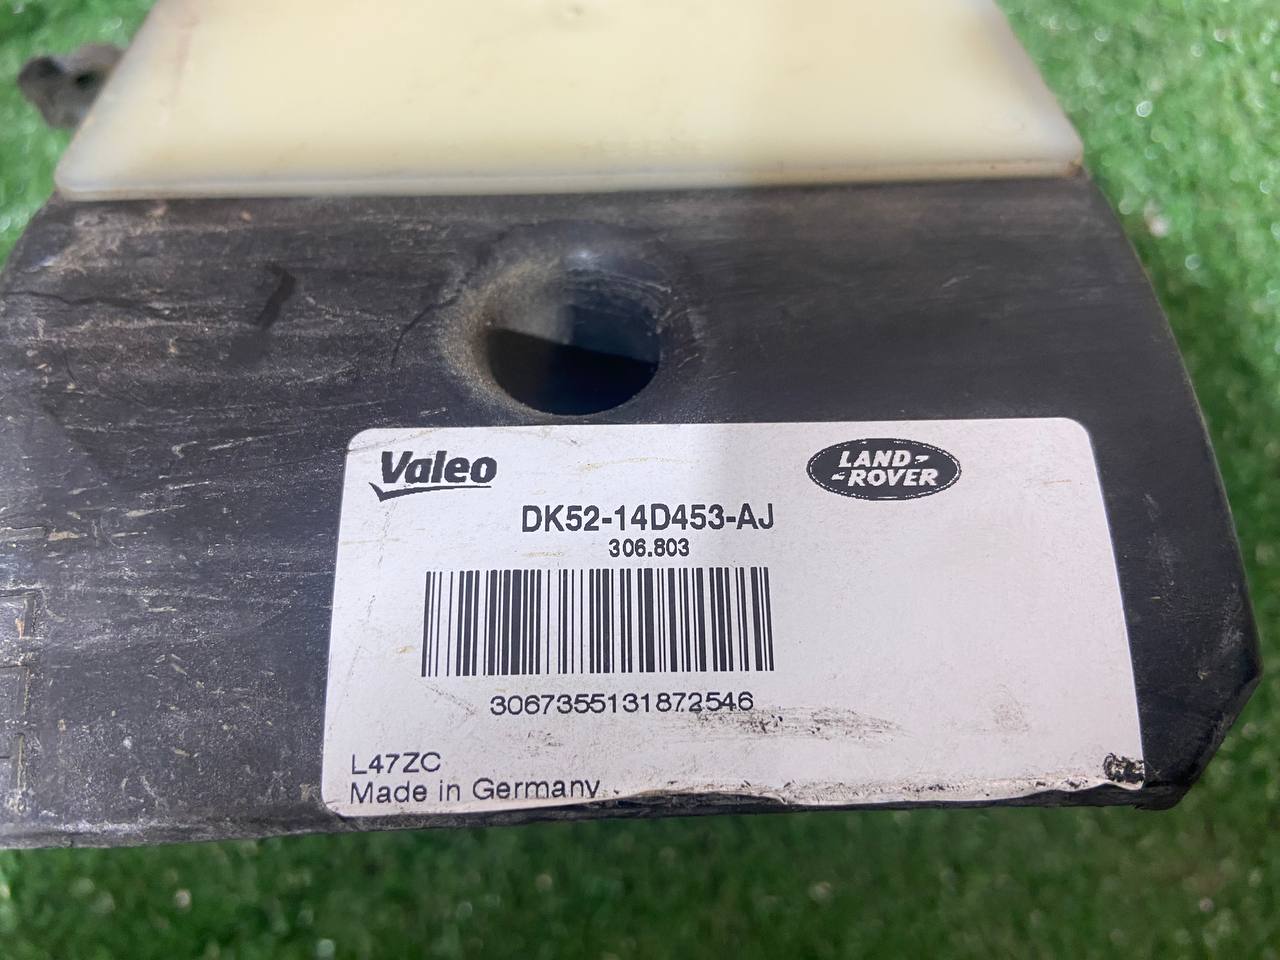 Valeo
LAND-
-ROVER
DK52-14D453-AJ
306.803
3067355131872546
L47ZC
Made in Germany